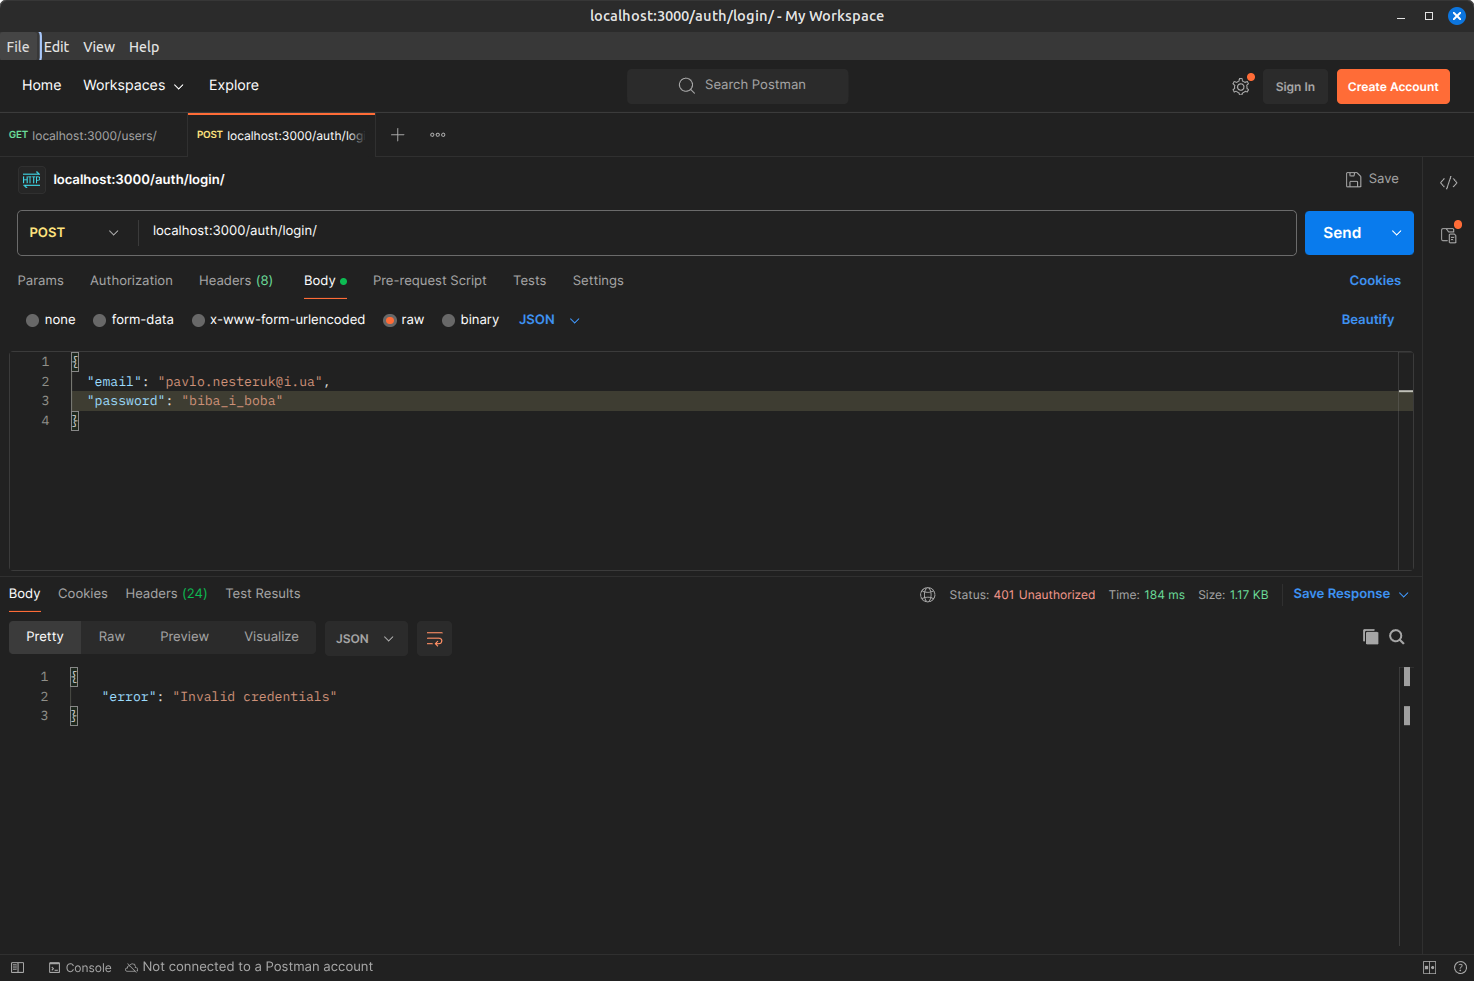 localhost:3000/auth/login/ - My Workspace
File Edit View Help
Home Workspaces Explore Search Postman Sign In Create Account
GET localhost:3000/users/ POST localhost:3000/auth/log
HTTP localhost:3000/auth/login/ Save
POST localhost:3000/auth/login/ Send
Params Authorization Headers (8) Body Pre-request Script Tests Settings Cookies
none form-data x-www-form-urlencoded raw binary JSON Beautify
1 {
2 "email": "pavlo.nesteruk@i.ua",
3 "password": "biba_i_boba"
4 }
Body Cookies Headers (24) Test Results Status: 401 Unauthorized Time: 184 ms Size: 1.17 KB Save Response
Pretty Raw Preview Visualize JSON
1 {
2 "error": "Invalid credentials"
3 }
Console Not connected to a Postman account